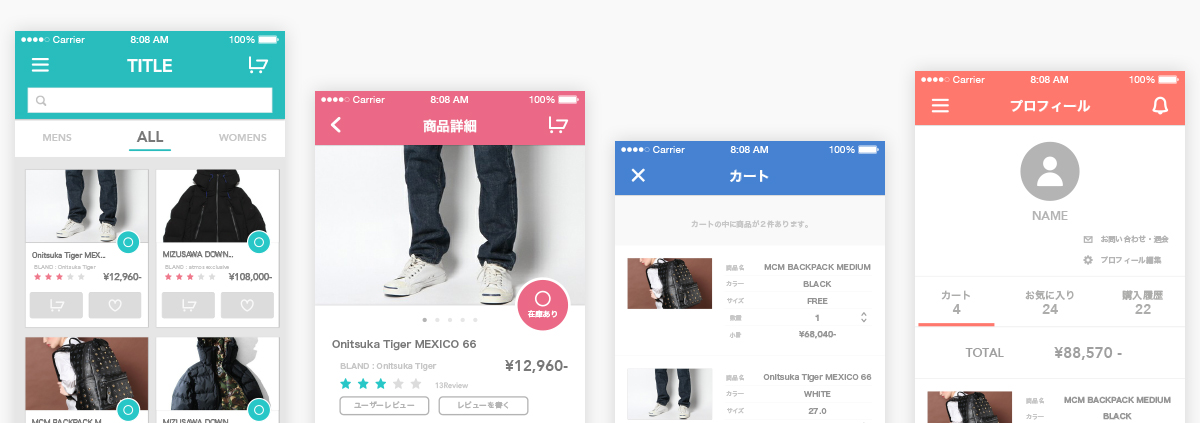 Carrier 8:08 AM 100%
TITLE
MENS ALL WOMENS
Onitsuka Tiger MEX...
BLAND : Onitsuka Tiger
¥12,960-
MIZUSAWA DOWN...
BLAND : atmos exclusive
¥108,000-
MCM BACKPACK M...
MIZUSAWA DOWN...
Carrier 8:08 AM 100%
商品詳細
在庫あり
Onitsuka Tiger MEXICO 66
BLAND : Onitsuka Tiger
¥12,960-
13Review
ユーザーレビュー レビューを書く
Carrier 8:08 AM 100%
カート
カートの中に商品が２件あります。
商品名 MCM BACKPACK MEDIUM
カラー BLACK
サイズ FREE
数量 1
小計 ¥68,040-
商品名 Onitsuka Tiger MEXICO 66
カラー WHITE
サイズ 27.0
Carrier 8:08 AM 100%
プロフィール
NAME
お問い合わせ・退会
プロフィール編集
カート お気に入り 購入履歴
4 24 22
TOTAL ¥88,570 -
商品名 MCM BACKPACK MEDIUM
カラー BLACK